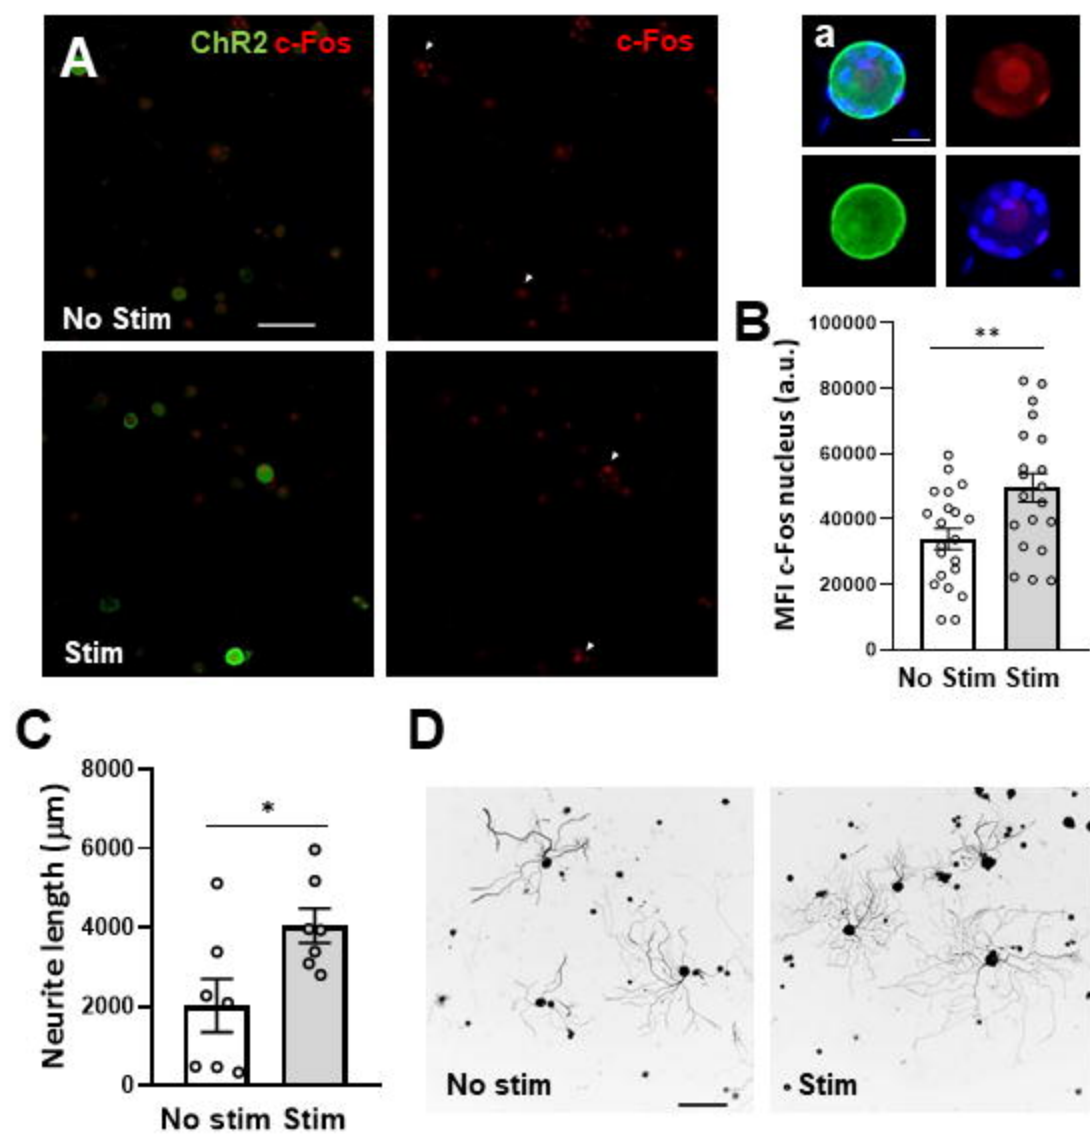 A
ChR2 c-Fos
c-Fos
No Stim
Stim
a
B
MFI c-Fos nucleus (a.u.)
100000
80000
60000
40000
20000
0
**
No Stim Stim
C
Neurite length (µm)
8000
6000
4000
2000
0
*
No stim Stim
D
No stim
Stim